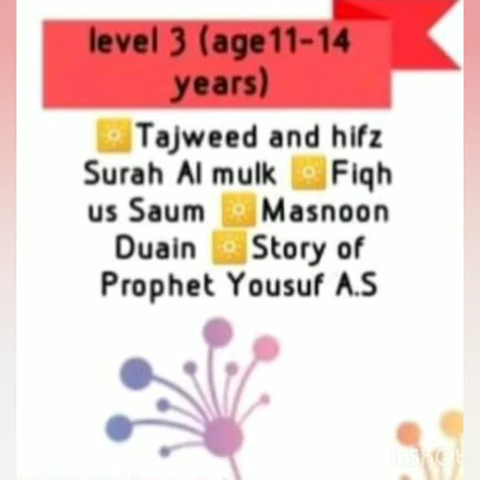 level 3 (age11-14
years)
🔅Tajweed and hifz
Surah Al mulk 🔅Fiqh
us Saum 🔅Masnoon
Duain 🔅Story of
Prophet Yousuf A.S